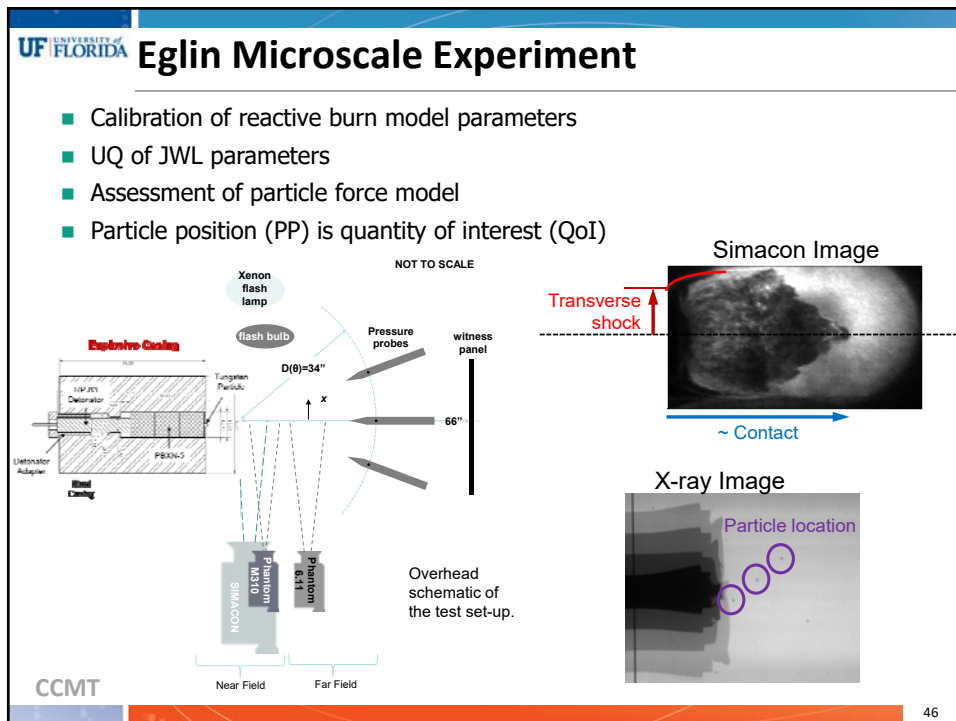 UF UNIVERSITY of FLORIDA
Eglin Microscale Experiment
Calibration of reactive burn model parameters
UQ of JWL parameters
Assessment of particle force model
Particle position (PP) is quantity of interest (QoI)
NOT TO SCALE
Xenon
flash
lamp
flash bulb
Pressure
probes
witness
panel
D(θ)=34”
x
66”
Explosive Casing
Detonator
Tungsten
Particle
PBXN-5
Detonator
Adapter
Casing
SIMACON
Phantom
M310
Phantom
6.11
Overhead
schematic of
the test set-up.
Near Field
Far Field
Simacon Image
Transverse
shock
~ Contact
X-ray Image
Particle location
CCMT
46